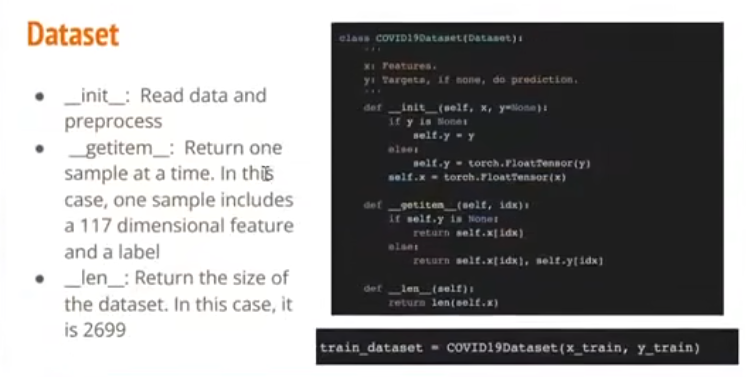 Dataset
● __init__: Read data and
preprocess
● __getitem__: Return one
sample at a time. In this
case, one sample includes
a 117 dimensional feature
and a label
● __len__: Return the size of
the dataset. In this case, it
is 2699
class COVID19Dataset(Dataset):
'''
x: Features.
y: Targets, if none, do prediction.
'''
def __init__(self, x, y=None):
if y is None:
self.y = y
else:
self.y = torch.FloatTensor(y)
self.x = torch.FloatTensor(x)
def __getitem__(self, idx):
if self.y is None:
return self.x[idx]
else:
return self.x[idx], self.y[idx]
def __len__(self):
return len(self.x)
train_dataset = COVID19Dataset(x_train, y_train)